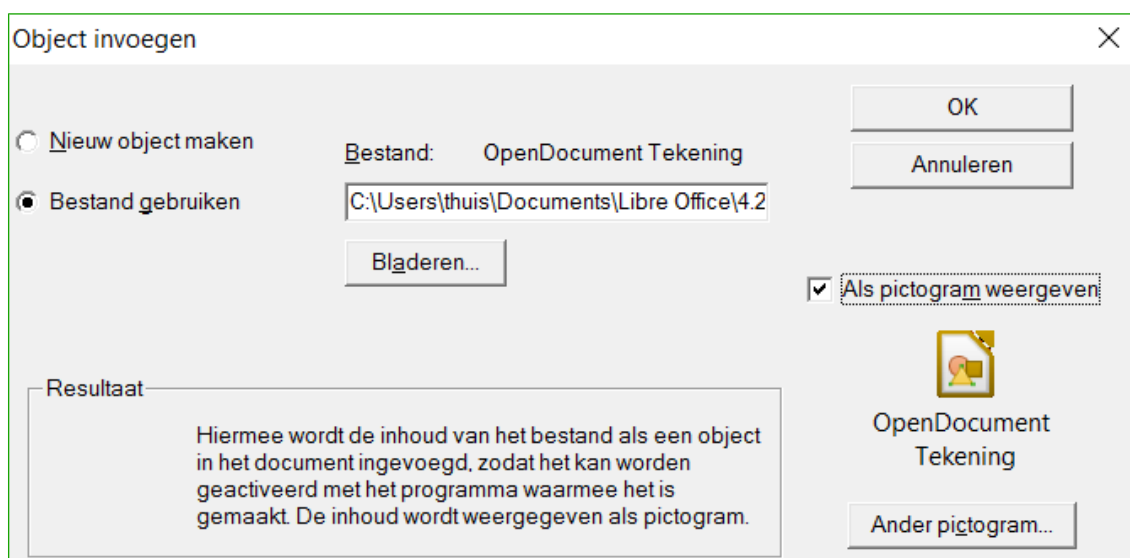 Object invoegen
OK
Nieuw object maken
Bestand: OpenDocument Tekening
Annuleren
Bestand gebruiken
C:\Users\thuis\Documents\Libre Office\4.2
Bladeren...
Als pictogram weergeven
Resultaat
Hiermee wordt de inhoud van het bestand als een object
in het document ingevoegd, zodat het kan worden
geactiveerd met het programma waarmee het is
gemaakt. De inhoud wordt weergegeven als pictogram.
OpenDocument
Tekening
Ander pictogram...